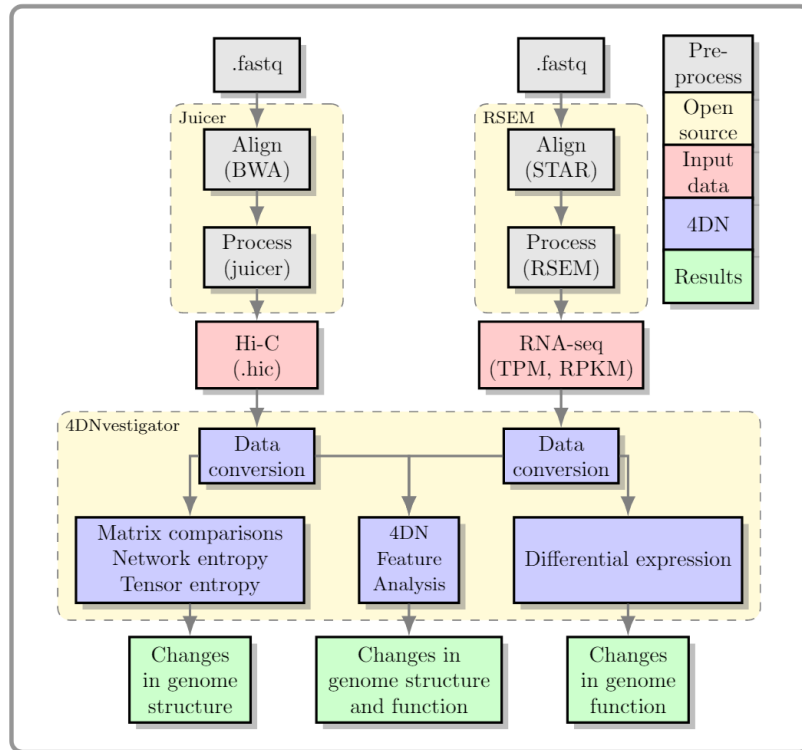 .fastq
.fastq
Pre-
process
Open
source
Input
data
4DN
Results
Juicer
Align
(BWA)
Process
(juicer)
RSEM
Align
(STAR)
Process
(RSEM)
Hi-C
(.hic)
RNA-seq
(TPM, RPKM)
4DNvestigator
Data
conversion
Data
conversion
Matrix comparisons
Network entropy
Tensor entropy
4DN
Feature
Analysis
Differential expression
Changes
in genome
structure
Changes in
genome structure
and function
Changes
in genome
function